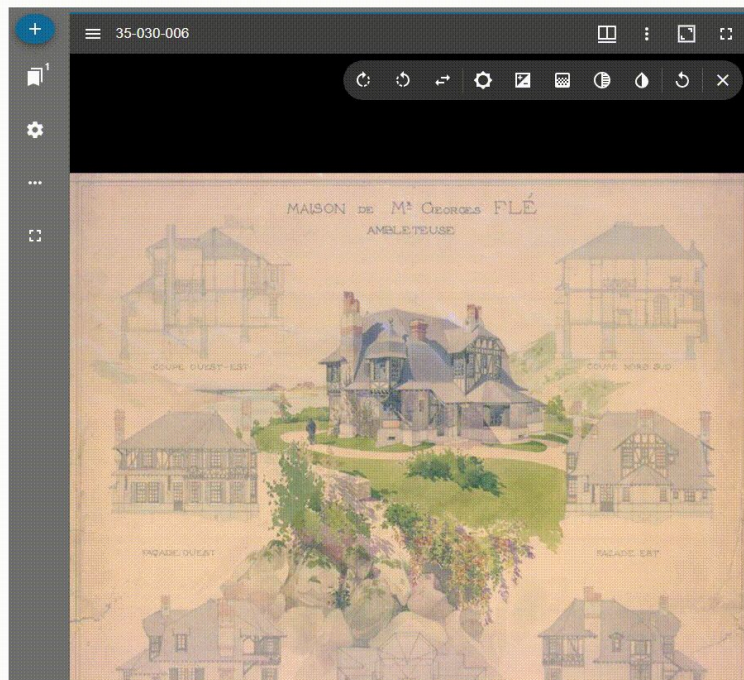 35-030-006
1
MAISON DE MR GEORGES FLÉ
AMBLETEUSE
COUPE OUEST-EST
COUPE NORD SUD
FAÇADE OUEST
FAÇADE EST